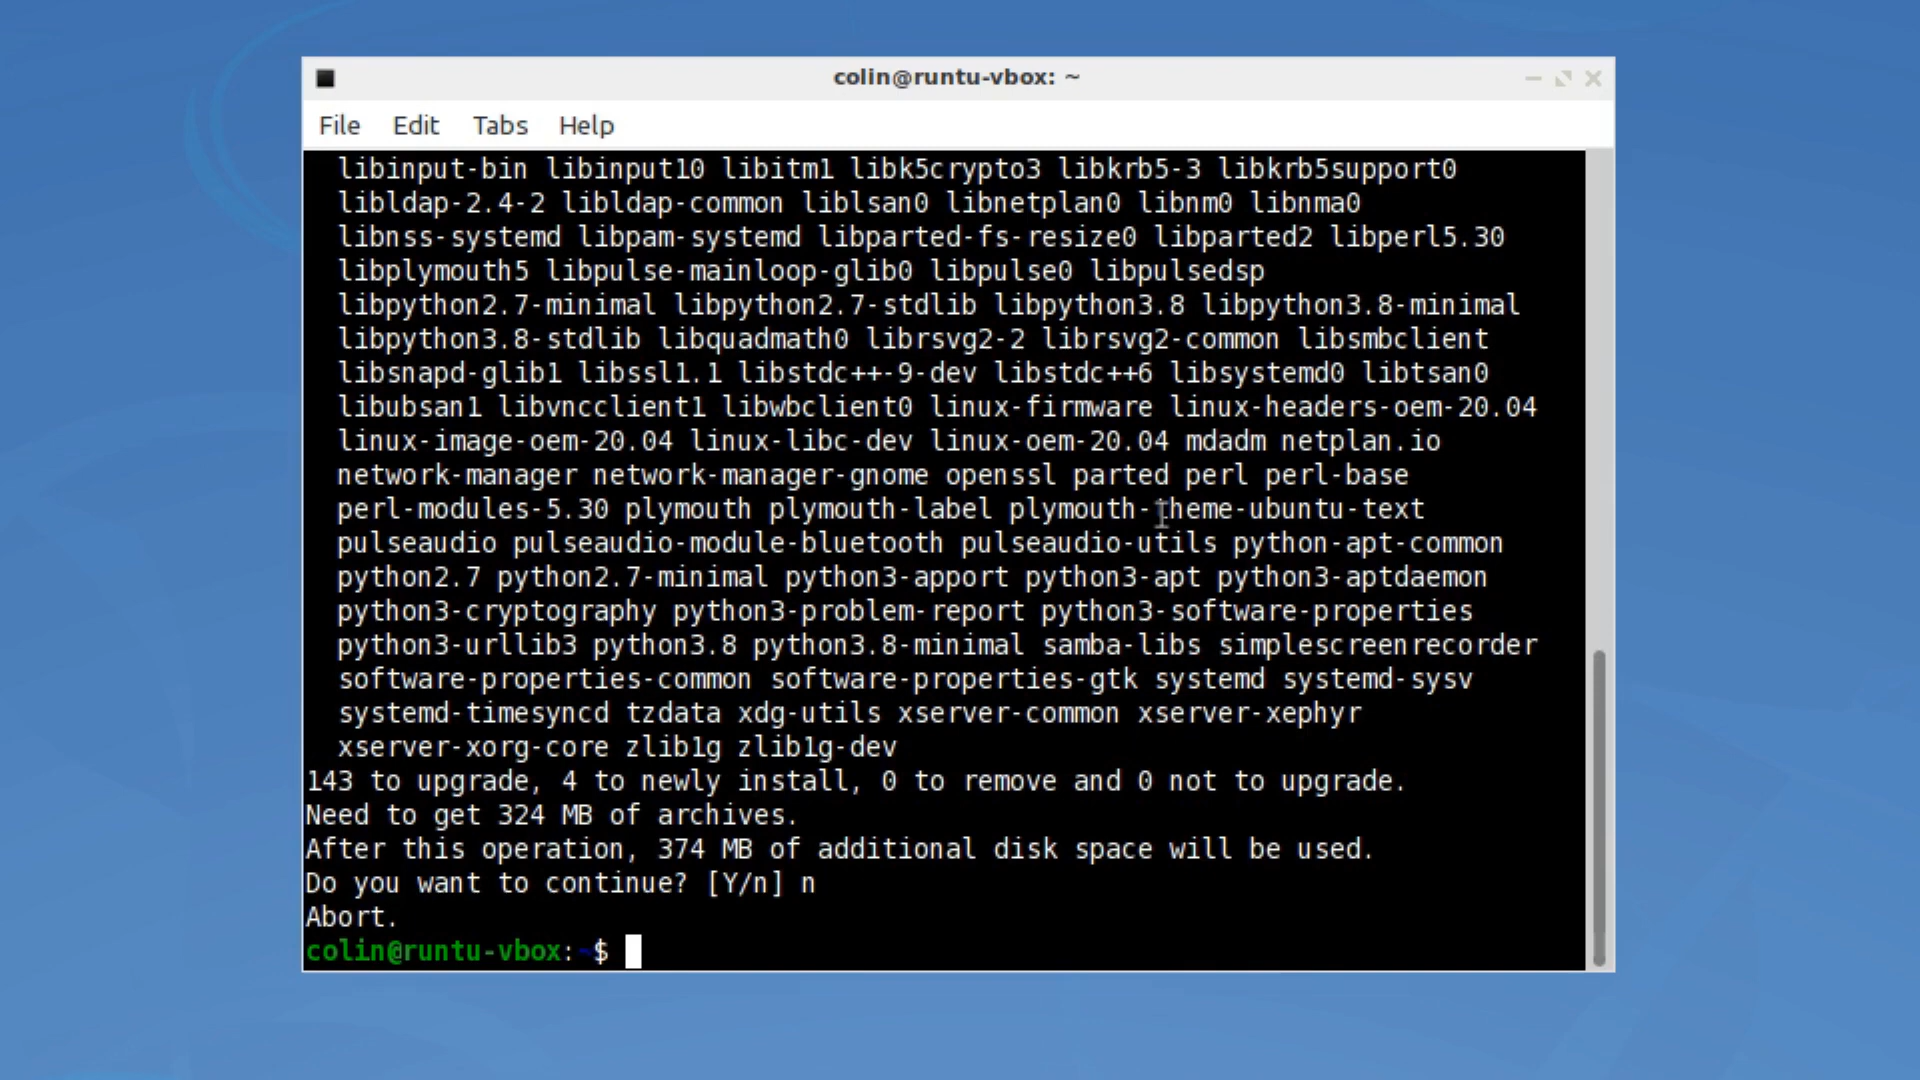 colin@runtu-vbox: ~
File Edit Tabs Help
libinput-bin libinput10 libitm1 libk5crypto3 libkrb5-3 libkrb5support0
libldap-2.4-2 libldap-common liblsan0 libnetplan0 libnm0 libnma0
libnss-systemd libpam-systemd libparted-fs-resize0 libparted2 libperl5.30
libplymouth5 libpulse-mainloop-glib0 libpulse0 libpulsedsp
libpython2.7-minimal libpython2.7-stdlib libpython3.8 libpython3.8-minimal
libpython3.8-stdlib libquadmath0 librsvg2-2 librsvg2-common libsmbclient
libsnapd-glib1 libssl1.1 libstdc++-9-dev libstdc++6 libsystemd0 libtsan0
libubsan1 libvncclient1 libwbclient0 linux-firmware linux-headers-oem-20.04
linux-image-oem-20.04 linux-libc-dev linux-oem-20.04 mdadm netplan.io
network-manager network-manager-gnome openssl parted perl perl-base
perl-modules-5.30 plymouth plymouth-label plymouth-theme-ubuntu-text
pulseaudio pulseaudio-module-bluetooth pulseaudio-utils python-apt-common
python2.7 python2.7-minimal python3-apport python3-apt python3-aptdaemon
python3-cryptography python3-problem-report python3-software-properties
python3-urllib3 python3.8 python3.8-minimal samba-libs simplescreenrecorder
software-properties-common software-properties-gtk systemd systemd-sysv
systemd-timesyncd tzdata xdg-utils xserver-common xserver-xephyr
xserver-xorg-core zlib1g zlib1g-dev
143 to upgrade, 4 to newly install, 0 to remove and 0 not to upgrade.
Need to get 324 MB of archives.
After this operation, 374 MB of additional disk space will be used.
Do you want to continue? [Y/n] n
Abort.
colin@runtu-vbox:~$